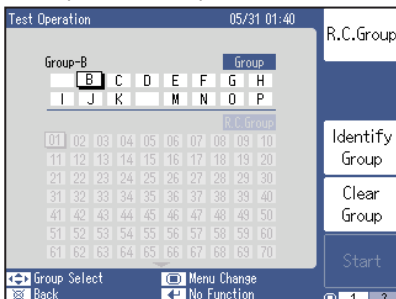 Test Operation 05/31 01:40
R.C.Group
Group-B Group
B C D E F G H
I J K M N O P
R.C.Group
01 02 03 04 05 06 07 08 09 10
11 12 13 14 15 16 17 18 19 20
21 22 23 24 25 26 27 28 29 30
31 32 33 34 35 36 37 38 39 40
41 42 43 44 45 46 47 48 49 50
51 52 53 54 55 56 57 58 59 60
61 62 63 64 65 66 67 68 69 70
Identify
Group
Clear
Group
Start
Group Select Menu Change
Back No Function
1 2